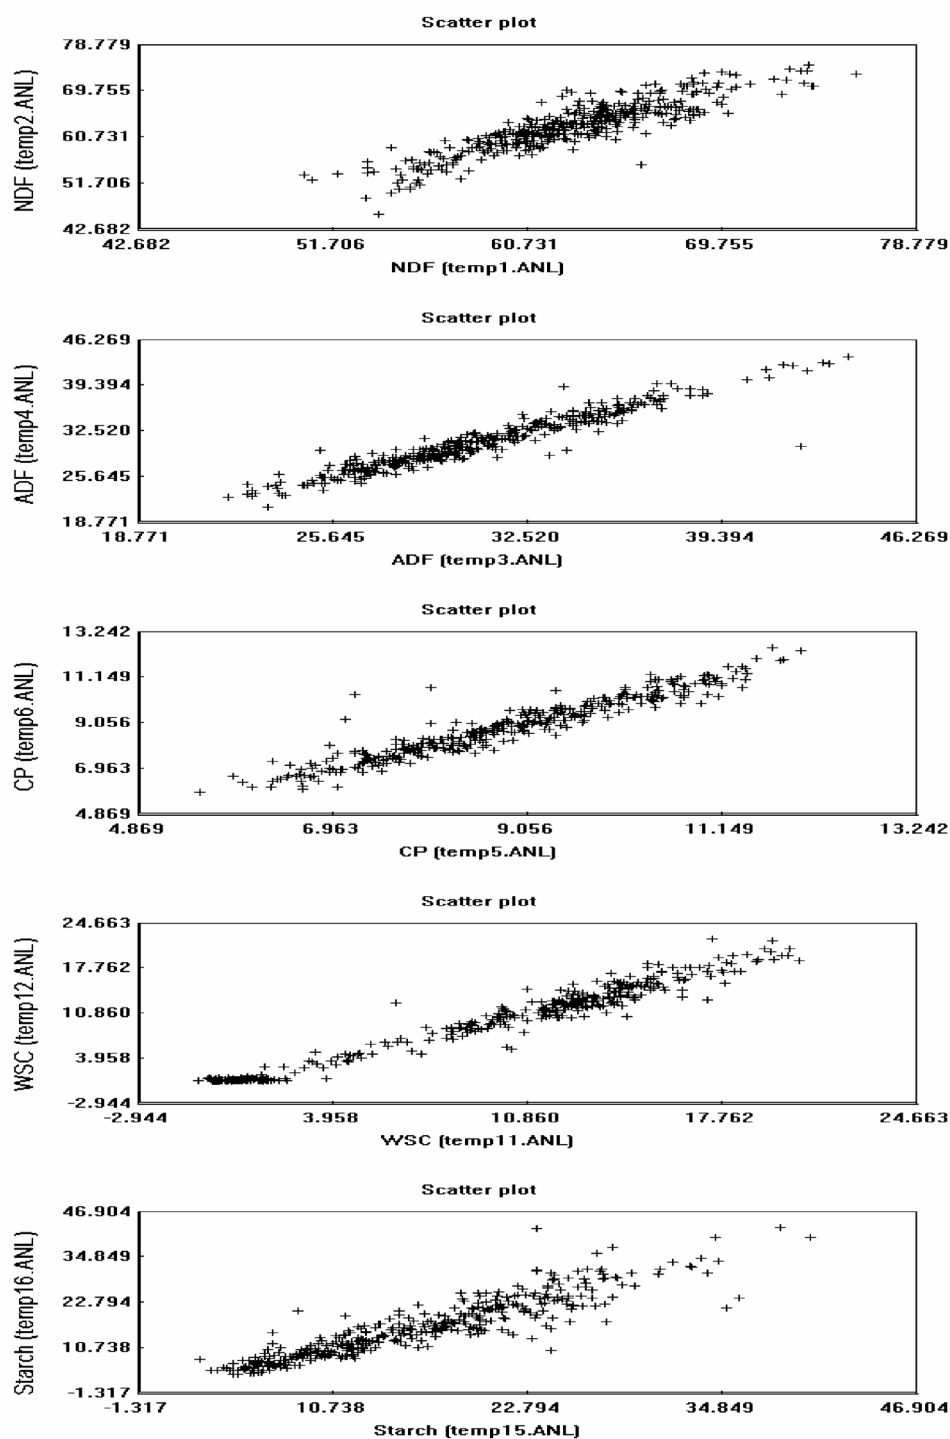 Scatter plot
78.779
69.755
60.731
51.706
42.682
NDF (temp2.ANL)
42.682 51.706 60.731 69.755 78.779
NDF (temp1.ANL)
Scatter plot
46.269
39.394
32.520
25.645
18.771
ADF (temp4.ANL)
18.771 25.645 32.520 39.394 46.269
ADF (temp3.ANL)
Scatter plot
13.242
11.149
9.056
6.963
4.869
CP (temp6.ANL)
4.869 6.963 9.056 11.149 13.242
CP (temp5.ANL)
Scatter plot
24.663
17.762
10.860
3.958
-2.944
WSC (temp12.ANL)
-2.944 3.958 10.860 17.762 24.663
WSC (temp11.ANL)
Scatter plot
46.904
34.849
22.794
10.738
-1.317
Starch (temp16.ANL)
-1.317 10.738 22.794 34.849 46.904
Starch (temp15.ANL)